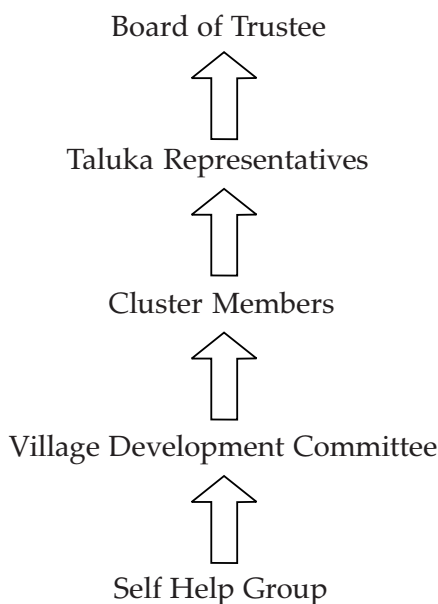 Board of Trustee
Taluka Representatives
Cluster Members
Village Development Committee
Self Help Group